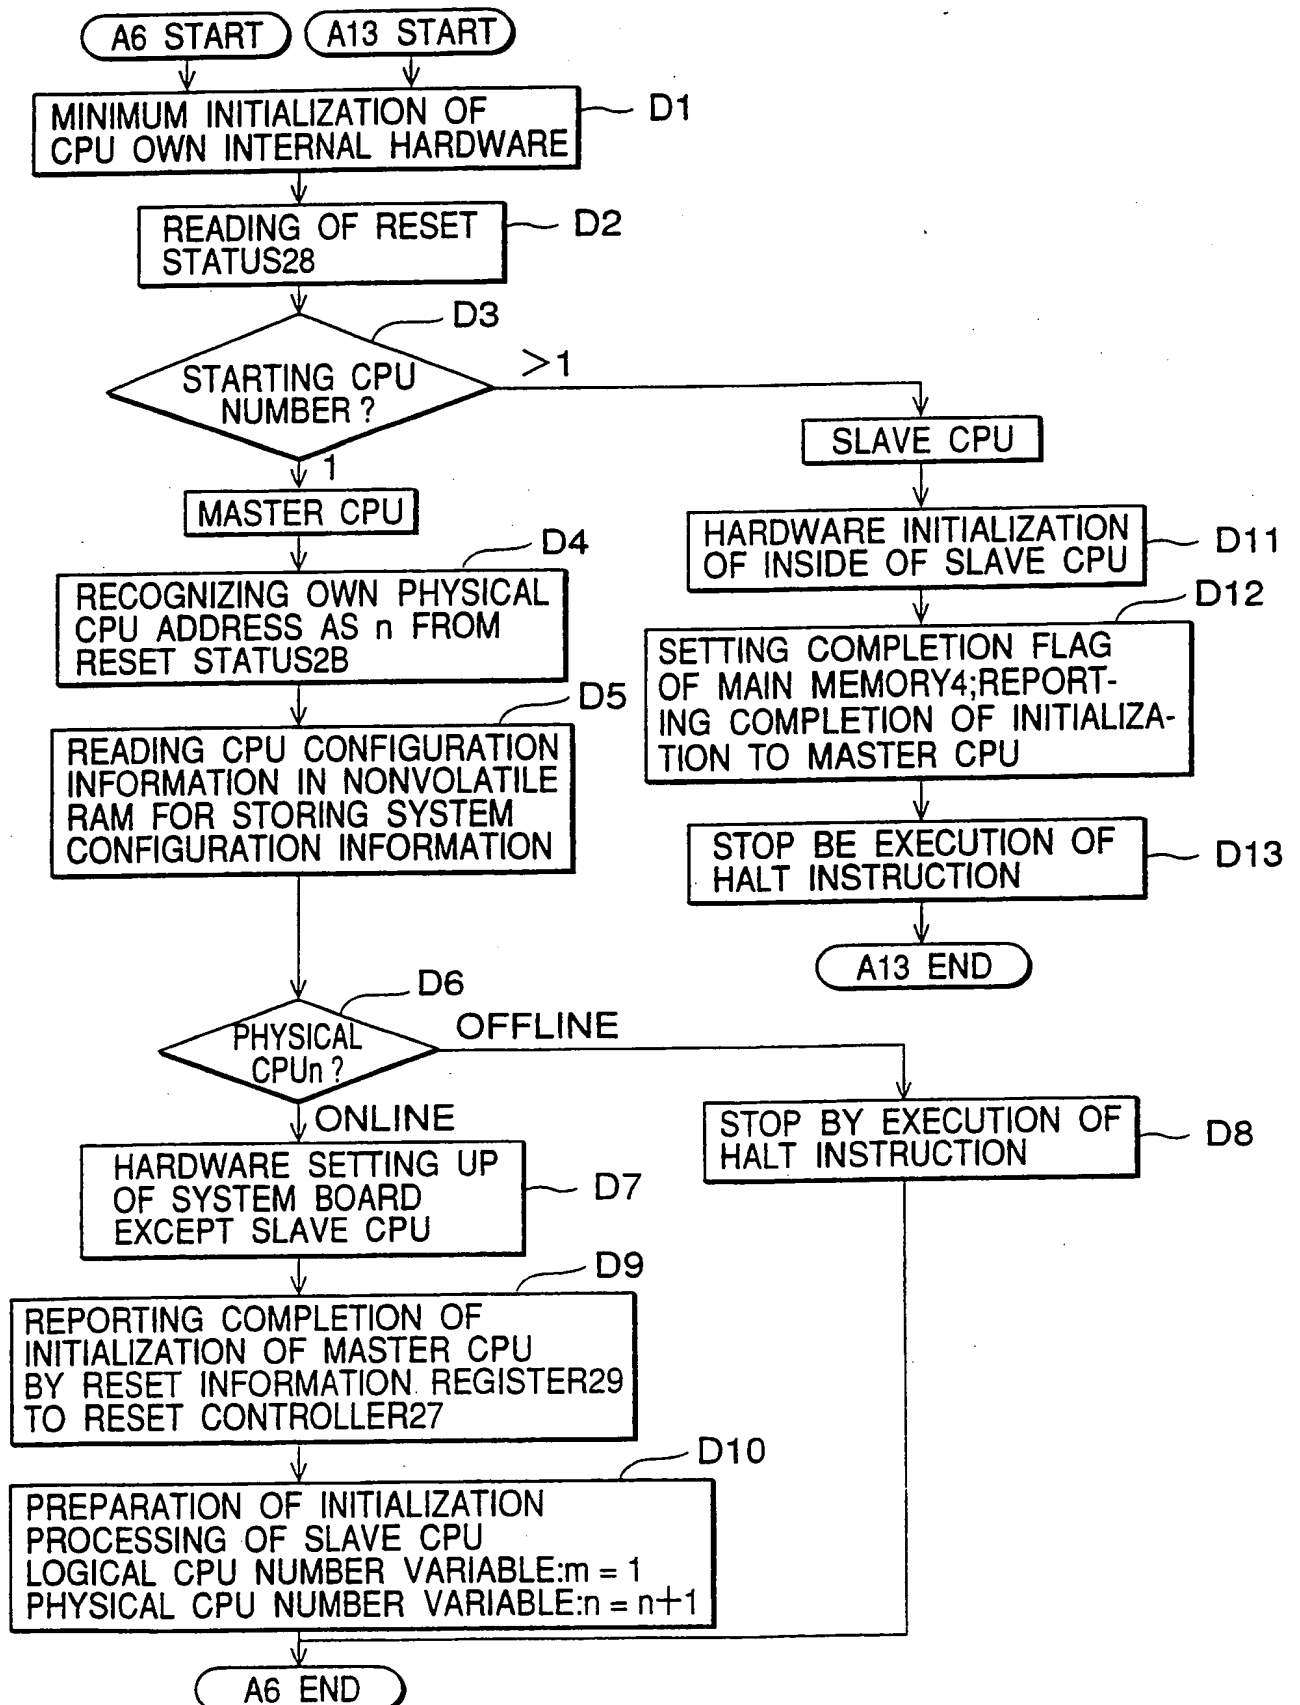 A6 START
A13 START
MINIMUM INITIALIZATION OF
CPU OWN INTERNAL HARDWARE
D1
READING OF RESET
STATUS28
D2
D3
STARTING CPU
NUMBER?
>1
1
MASTER CPU
SLAVE CPU
D4
RECOGNIZING OWN PHYSICAL
CPU ADDRESS AS n FROM
RESET STATUS2B
D5
READING CPU CONFIGURATION
INFORMATION IN NONVOLATILE
RAM FOR STORING SYSTEM
CONFIGURATION INFORMATION
HARDWARE INITIALIZATION
OF INSIDE OF SLAVE CPU
D11
D12
SETTING COMPLETION FLAG
OF MAIN MEMORY4;REPORT-
ING COMPLETION OF INITIALIZA-
TION TO MASTER CPU
STOP BE EXECUTION OF
HALT INSTRUCTION
D13
A13 END
D6
PHYSICAL
CPUn?
OFFLINE
ONLINE
STOP BY EXECUTION OF
HALT INSTRUCTION
D8
HARDWARE SETTING UP
OF SYSTEM BOARD
EXCEPT SLAVE CPU
D7
D9
REPORTING COMPLETION OF
INITIALIZATION OF MASTER CPU
BY RESET INFORMATION REGISTER29
TO RESET CONTROLLER27
D10
PREPARATION OF INITIALIZATION
PROCESSING OF SLAVE CPU
LOGICAL CPU NUMBER VARIABLE:m = 1
PHYSICAL CPU NUMBER VARIABLE:n = n+1
A6 END